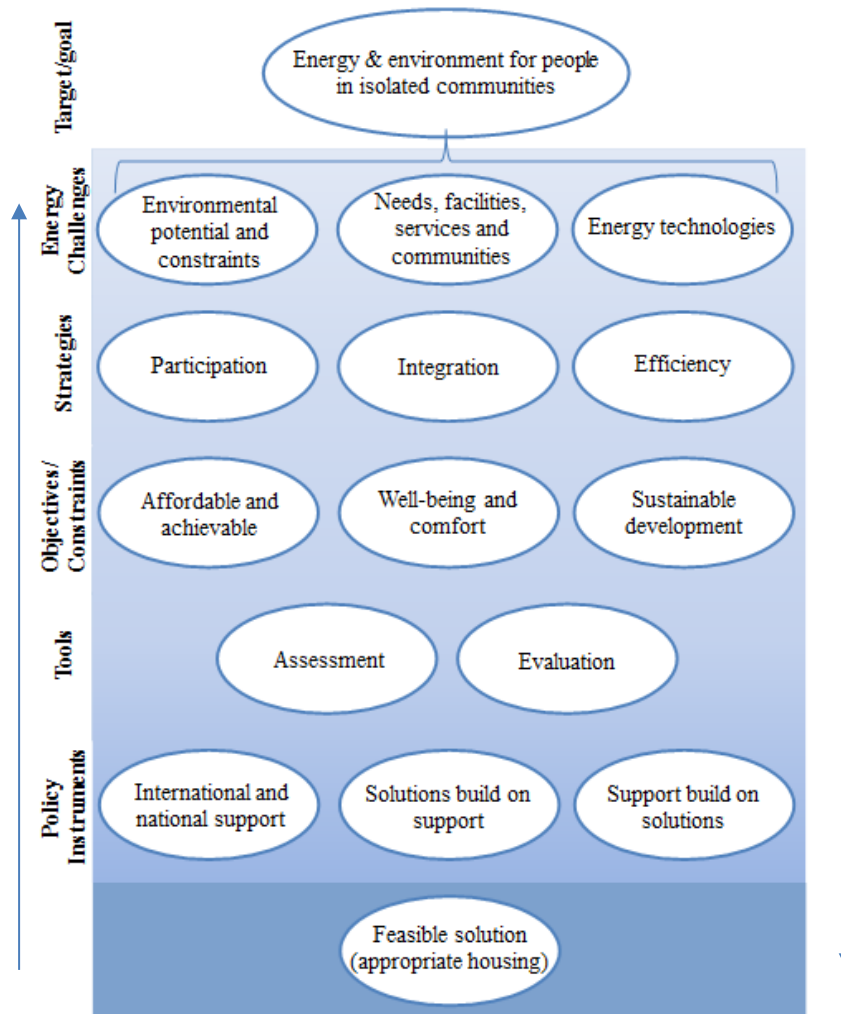 Target/goal
Energy & environment for people
in isolated communities
Energy
Challenges
Environmental
potential and
constraints
Needs, facilities,
services and
communities
Energy technologies
Strategies
Participation
Integration
Efficiency
Objectives/
Constraints
Affordable and
achievable
Well-being and
comfort
Sustainable
development
Tools
Assessment
Evaluation
Policy
Instruments
International and
national support
Solutions build on
support
Support build on
solutions
Feasible solution
(appropriate housing)